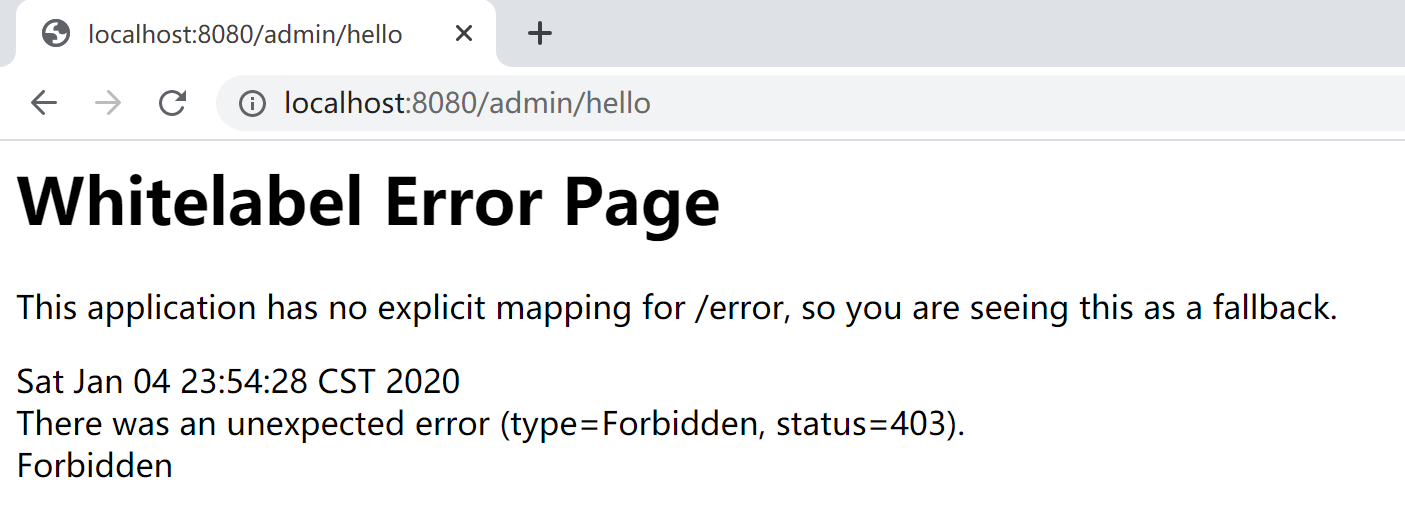 localhost:8080/admin/hello
localhost:8080/admin/hello
Whitelabel Error Page
This application has no explicit mapping for /error, so you are seeing this as a fallback.
Sat Jan 04 23:54:28 CST 2020
There was an unexpected error (type=Forbidden, status=403).
Forbidden